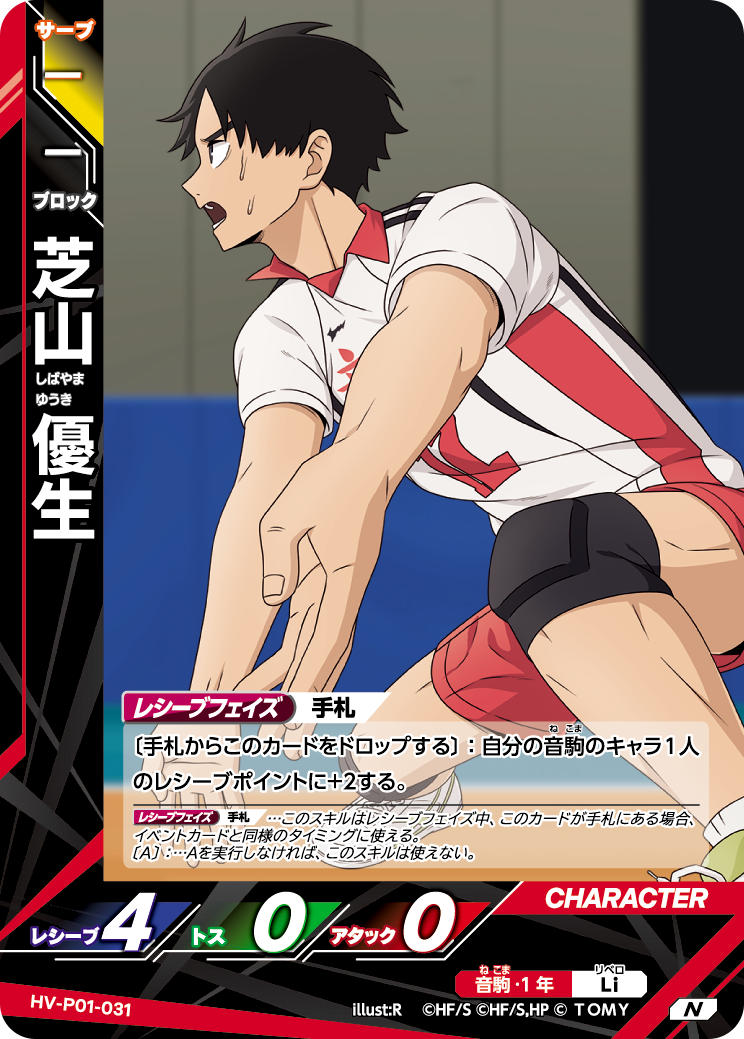 サーブ
—
—
ブロック
芝山
しばやま
ゆうき
優生
レシーブフェイズ 手札
ねこま
〔手札からこのカードをドロップする〕：自分の音駒のキャラ1人
のレシーブポイントに+2する。
レシーブフェイズ 手札 …このスキルはレシーブフェイズ中、このカードが手札にある場合、
イベントカードと同様のタイミングに使える。
〔A〕：…Aを実行しなければ、このスキルは使えない。
CHARACTER
レシーブ 4 トス 0 アタック 0
ねこま リベロ
音駒・1年 Li
HV-P01-031 illust:R ©HF/S ©HF/S,HP © TOMY N